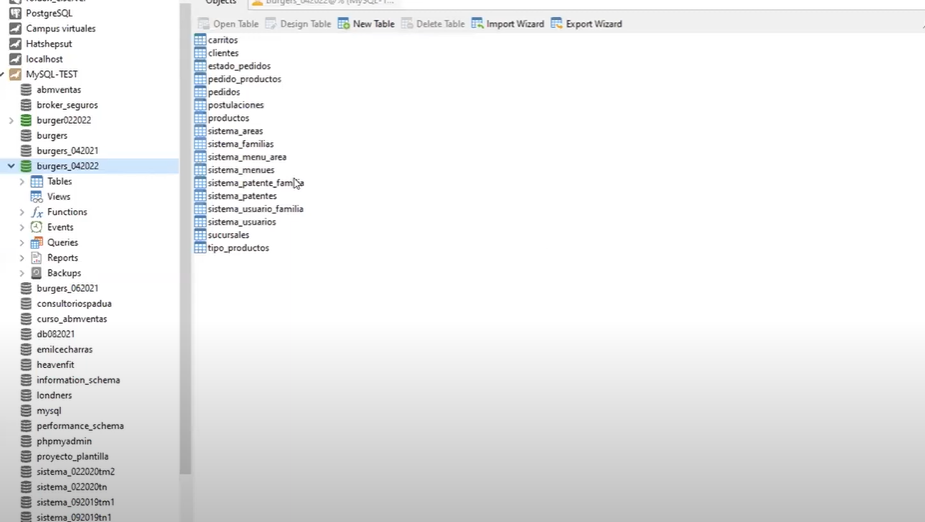 PostgreSQL
Campus virtuales
Hatshepsut
localhost
MySQL-TEST
abmventas
broker_seguros
burger022022
burgers
burgers_042021
burgers_042022
Tables
Views
Functions
Events
Queries
Reports
Backups
burgers_062021
consultoriospadua
curso_abmventas
db082021
emilcecharras
heavenfit
information_schema
londners
mysql
performance_schema
phpmyadmin
proyecto_plantilla
sistema_022020tm2
sistema_022020tn
sistema_092019tm1
sistema_092019tn1
Objects
burgers_042022@% (MySQL-T...
Open Table Design Table New Table Delete Table Import Wizard Export Wizard
carritos
clientes
estado_pedidos
pedido_productos
pedidos
postulaciones
productos
sistema_areas
sistema_familias
sistema_menu_area
sistema_menues
sistema_patente_familia
sistema_patentes
sistema_usuario_familia
sistema_usuarios
sucursales
tipo_productos